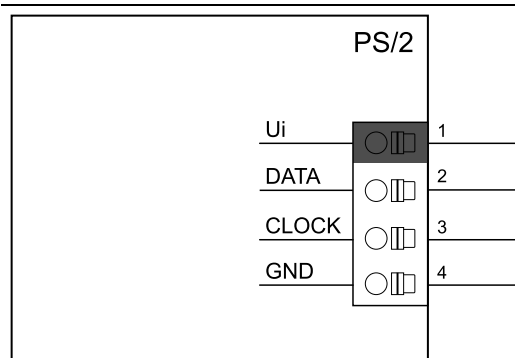 PS/2
Ui 1
DATA 2
CLOCK 3
GND 4